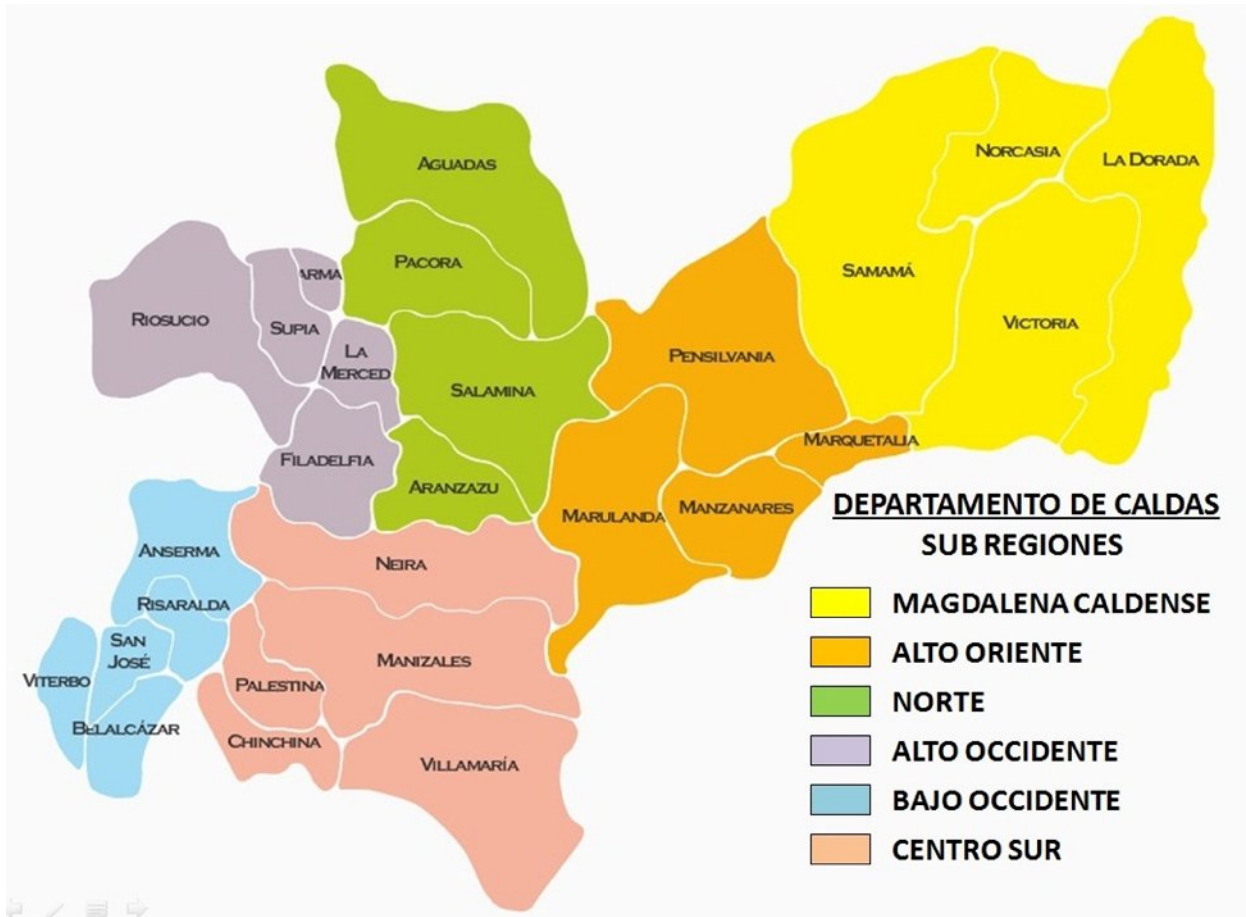 AGUADAS
NORCASIA
LA DORADA
PACORA
ARMA
SAMAMÁ
RIOSUCIO
SUPIA
VICTORIA
LA
MERCED
PENSILVANIA
SALAMINA
MARQUETALIA
FILADELFIA
ARANZAZU
MARULANDA
MANZANARES
ANSERMA
NEIRA
RISARALDA
SAN
JOSÉ
MANIZALES
VITERBO
PALESTINA
BELALCÁZAR
CHINCHINA
VILLAMARÍA
DEPARTAMENTO DE CALDAS
SUB REGIONES
MAGDALENA CALDENSE
ALTO ORIENTE
NORTE
ALTO OCCIDENTE
BAJO OCCIDENTE
CENTRO SUR